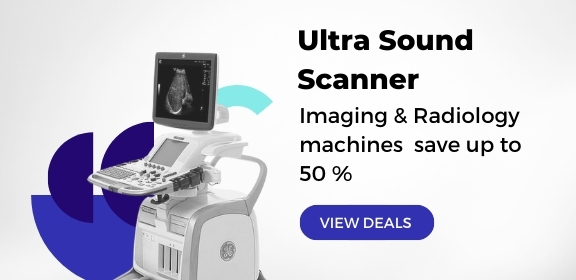 Ultra Sound
Scanner
Imaging & Radiology
machines save up to
50 %
VIEW DEALS